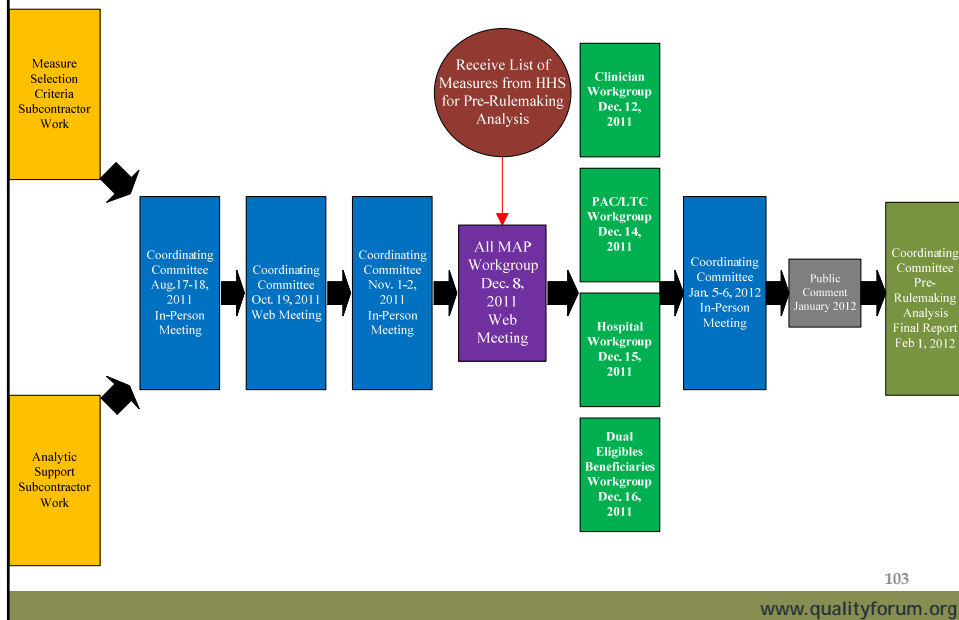 Measure
Selection
Criteria
Subcontractor
Work
Analytic
Support
Subcontractor
Work
Coordinating
Committee
Aug.17-18,
2011
In-Person
Meeting
Coordinating
Committee
Oct. 19, 2011
Web Meeting
Coordinating
Committee
Nov. 1-2,
2011
In-Person
Meeting
Receive List of
Measures from HHS
for Pre-Rulemaking
Analysis
All MAP
Workgroup
Dec. 8,
2011
Web
Meeting
Clinician
Workgroup
Dec. 12,
2011
PAC/LTC
Workgroup
Dec. 14,
2011
Hospital
Workgroup
Dec. 15,
2011
Dual
Eligibles
Beneficiaries
Workgroup
Dec. 16,
2011
Coordinating
Committee
Jan. 5-6, 2012
In-Person
Meeting
Public
Comment
January 2012
Coordinating
Committee
Pre-
Rulemaking
Analysis
Final Report
Feb 1, 2012
103
www.qualityforum.org